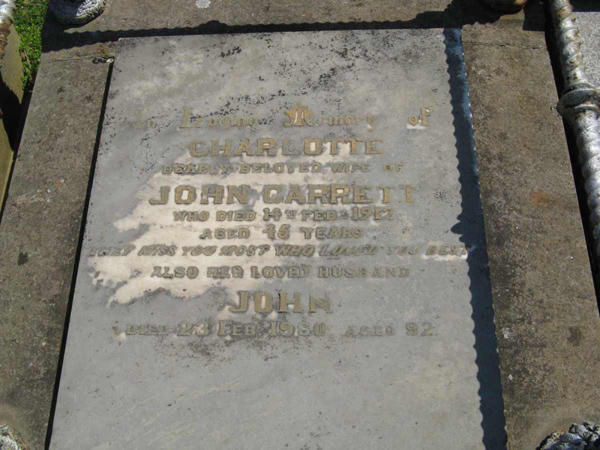 In Loving Memory of
CHARLOTTE
DEARLY BELOVED WIFE OF
JOHN GARRETT
WHO DIED 14TH FEB.
AGED 45 YEARS
THEY MISS YOU MOST WHO LOVED YOU BEST
ALSO HER LOVED HUSBAND
JOHN
DIED 23 FEB 1960, AGED 92.